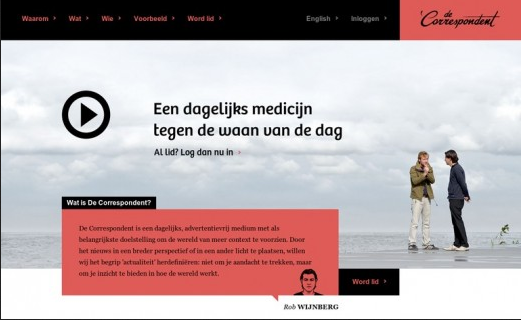 Waarom Wat Wie Voorbeeld Word lid English Inloggen
de
Correspondent
Een dagelijks medicijn
tegen de waan van de dag
Al lid? Log dan nu in
Wat is De Correspondent?
De Correspondent is een dagelijks, advertentievrij medium met als
belangrijkste doelstelling om de wereld van meer context te voorzien. Door
het nieuws in een breder perspectief of in een ander licht te plaatsen, willen
wij het begrip 'actualiteit' herdefiniëren: niet om je aandacht te trekken, maar
om je inzicht te bieden in hoe de wereld werkt.
Word lid
Rob WIJNBERG